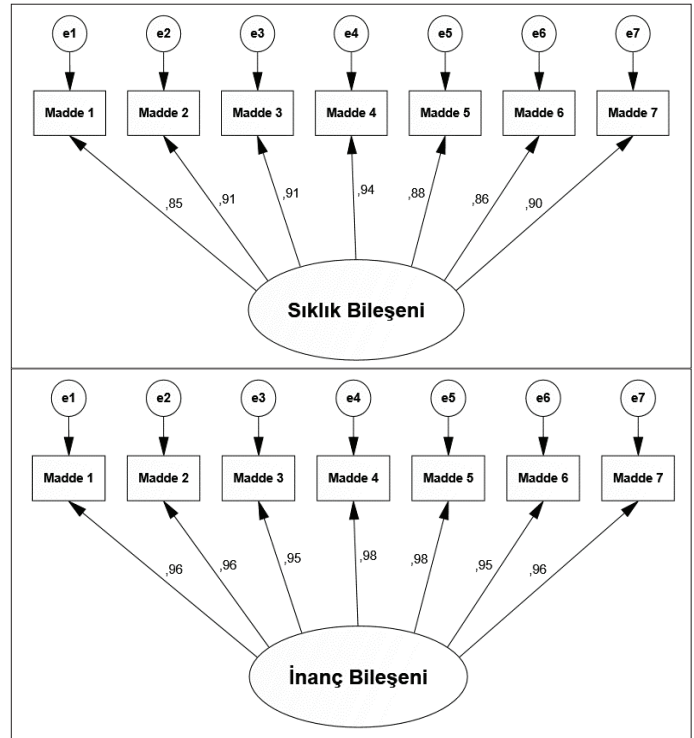 e1 e2 e3 e4 e5 e6 e7
Madde 1 Madde 2 Madde 3 Madde 4 Madde 5 Madde 6 Madde 7
,85 ,91 ,91 ,94 ,88 ,86 ,90
Sıklık Bileşeni
e1 e2 e3 e4 e5 e6 e7
Madde 1 Madde 2 Madde 3 Madde 4 Madde 5 Madde 6 Madde 7
,96 ,96 ,95 ,98 ,98 ,95 ,96
İnanç Bileşeni